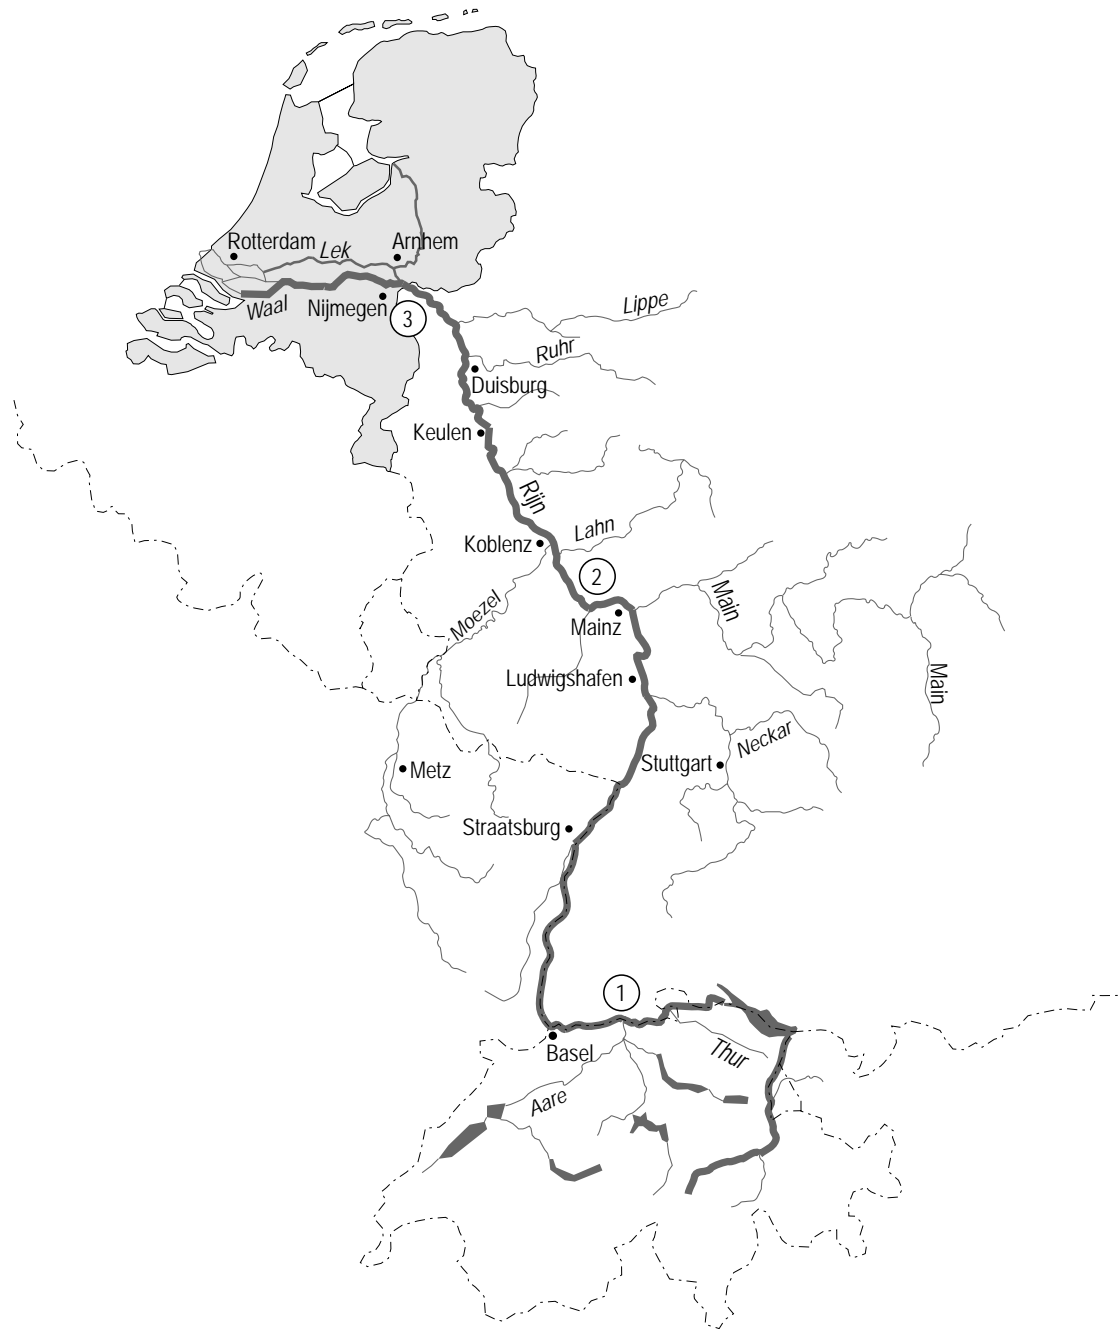 Rotterdam
Lek
Arnhem
Waal
Nijmegen
3
Lippe
Ruhr
Duisburg
Keulen
Rijn
Koblenz
Lahn
2
Moezel
Mainz
Main
Ludwigshafen
Main
Metz
Stuttgart
Neckar
Straatsburg
1
Basel
Thur
Aare